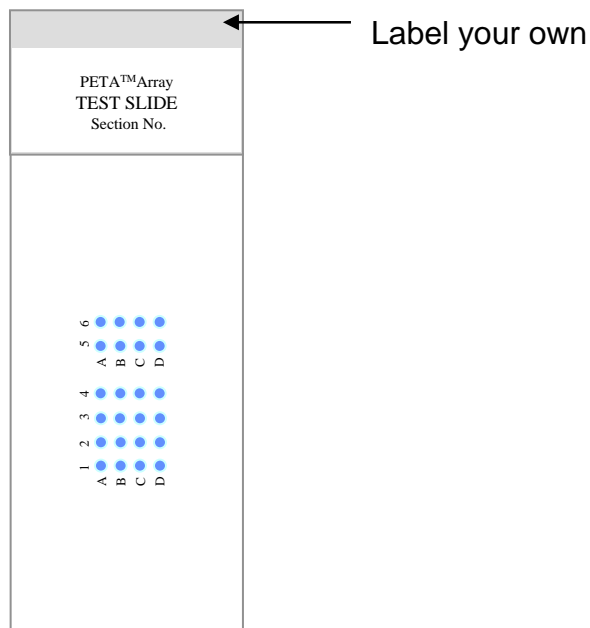 Label your own
PETA™Array
TEST SLIDE
Section No.
6
5
A B C D
4
3
2
1
A B C D